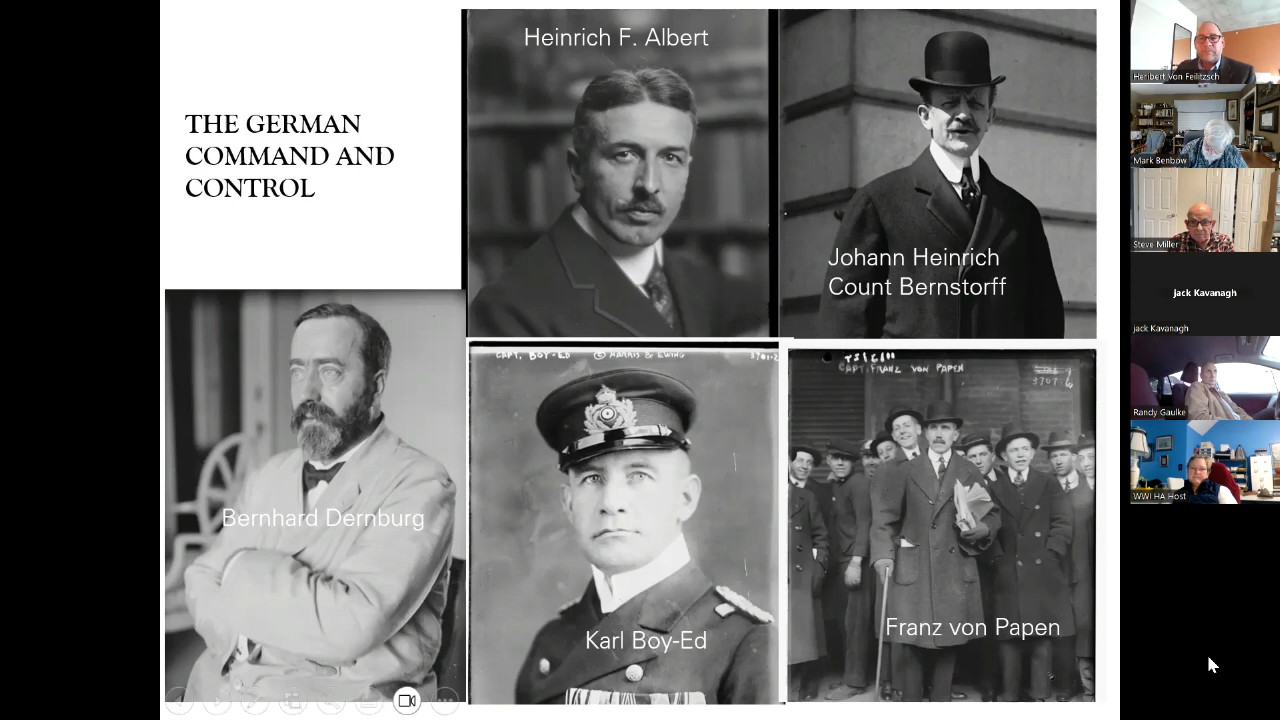 THE GERMAN
COMMAND AND
CONTROL
Heinrich F. Albert
Johann Heinrich
Count Bernstorff
Bernhard Dernburg
CAPT. BOY-ED © HARRIS & EWING
Karl Boy-Ed
CAPT. FRANZ VON PAPEN
Franz von Papen
Heribert von Feilitzsch
Mark Benbow
Steve Miller
jack Kavanagh
jack Kavanagh
Randy Gaulke
WWI HA Host